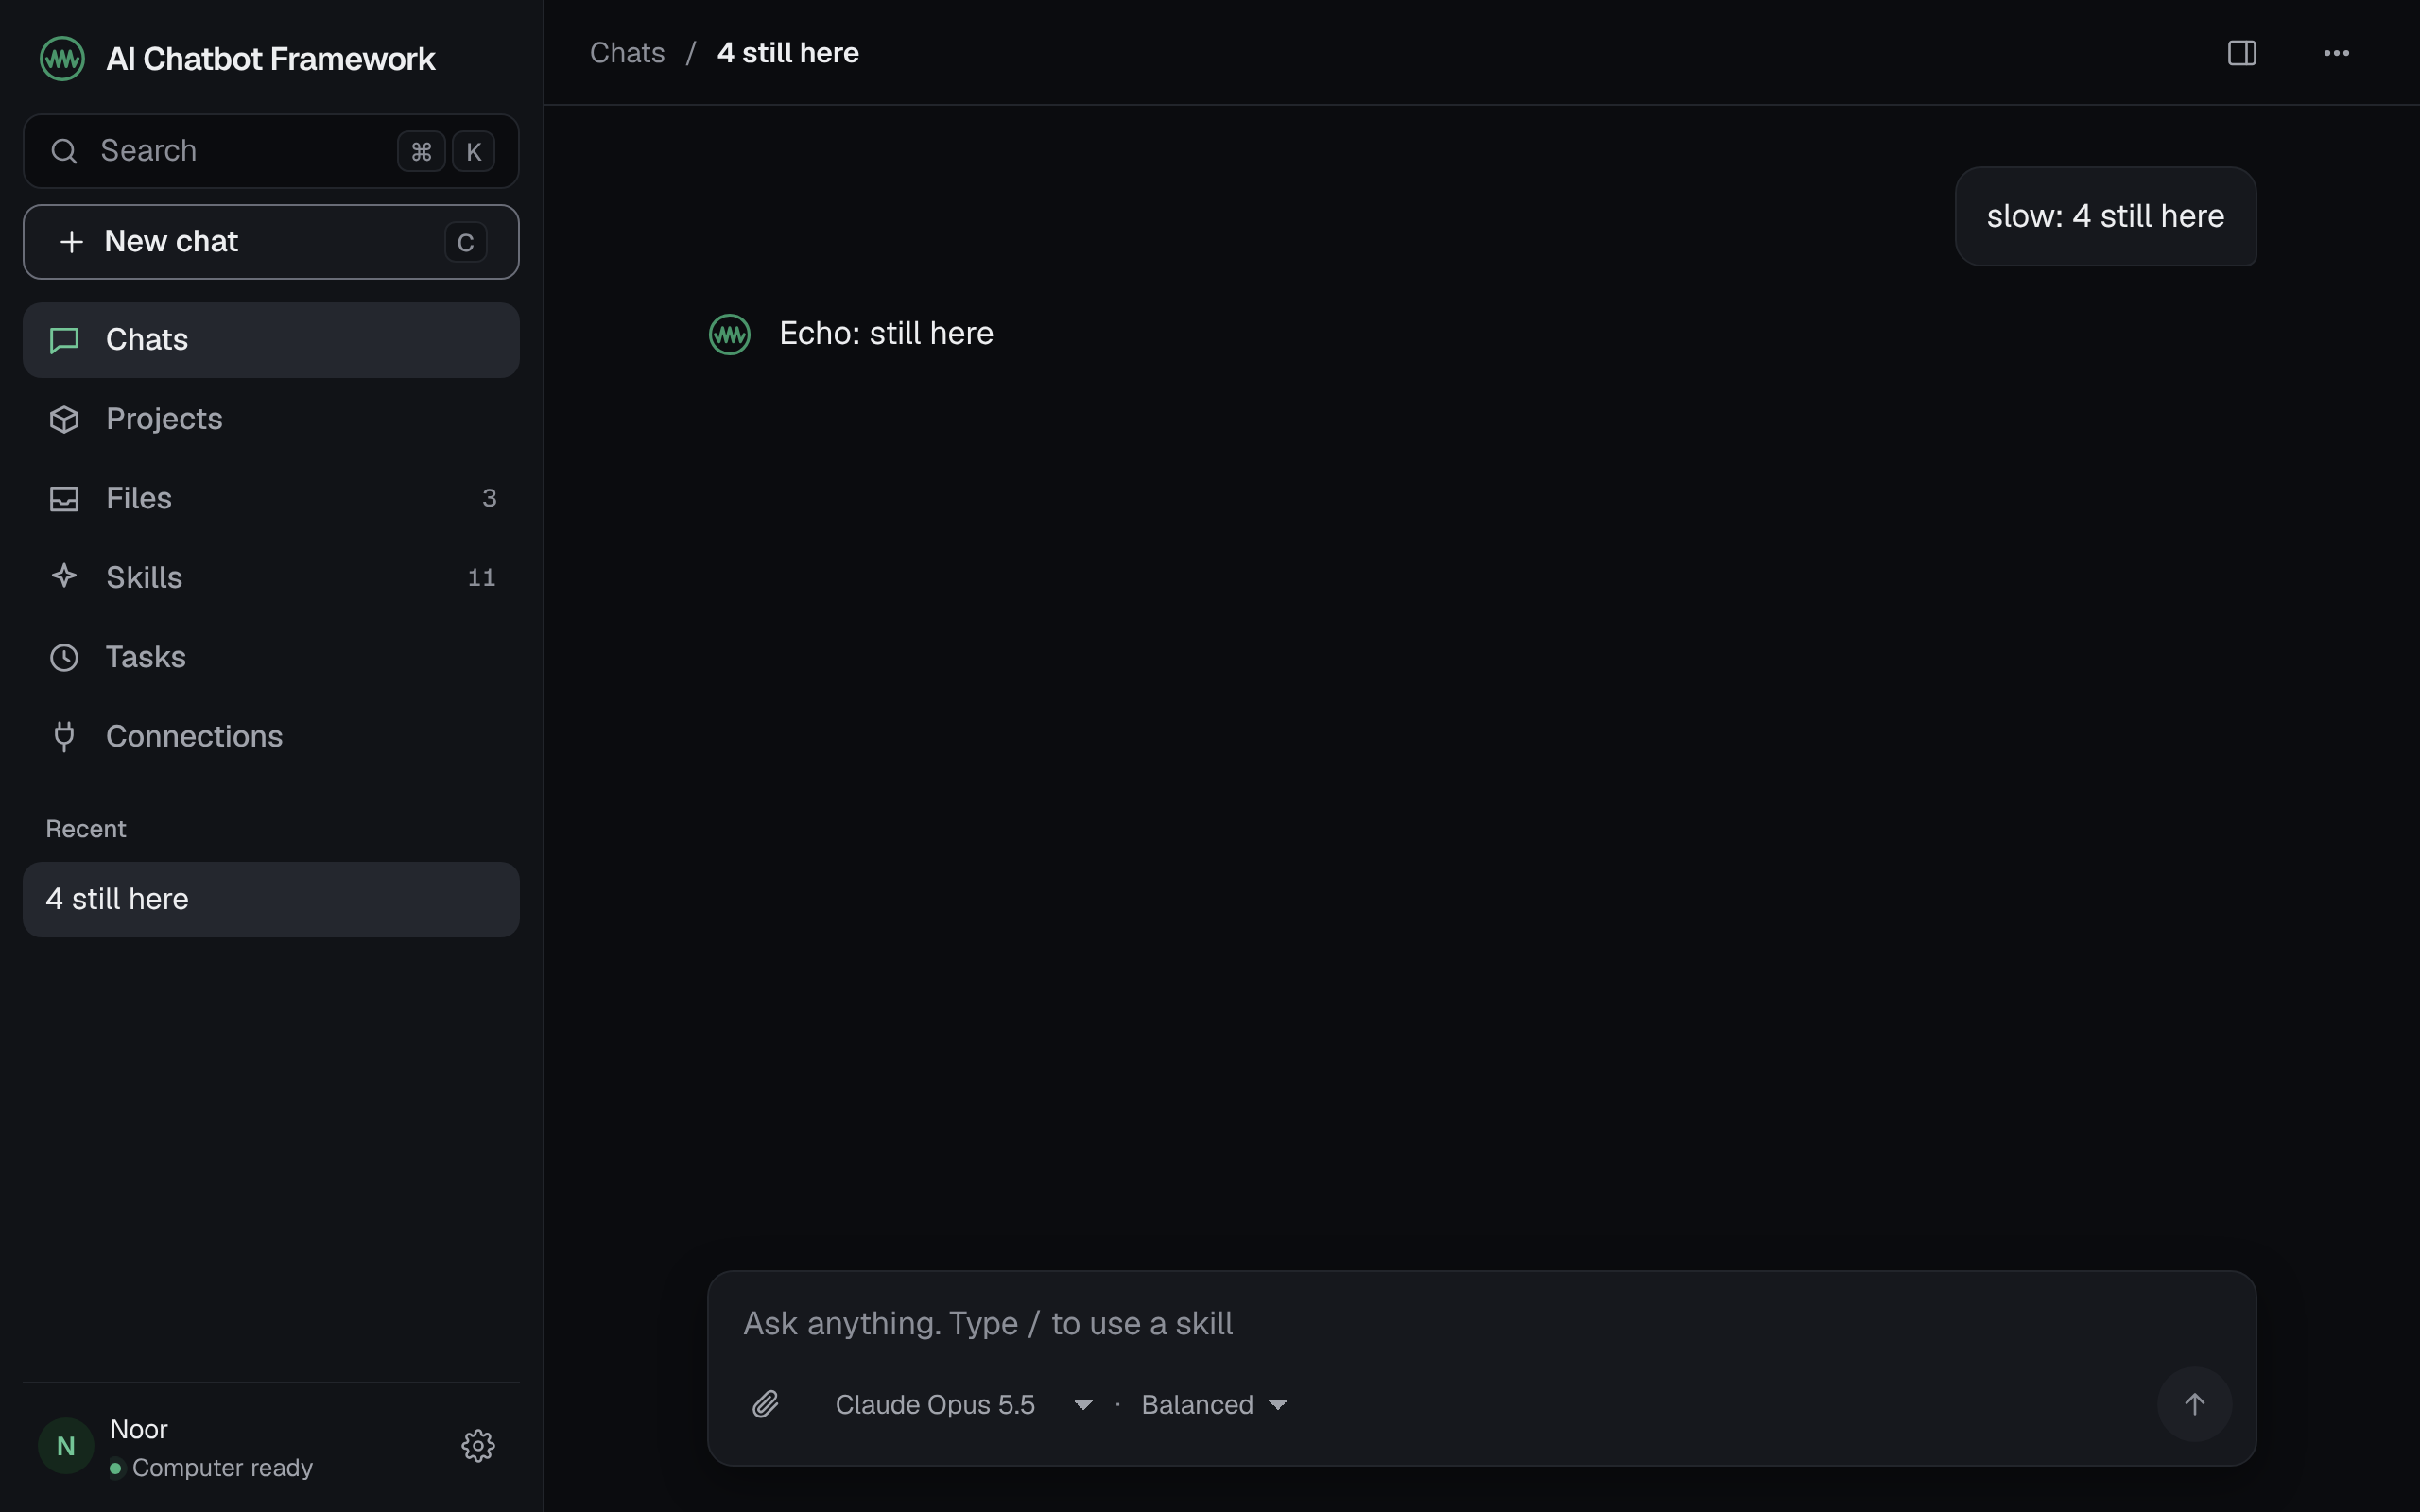 AI Chatbot Framework
Search ⌘ K
New chat C
Chats
Projects
Files 3
Skills 11
Tasks
Connections
Recent
4 still here
N
Noor
Computer ready
Chats / 4 still here
slow: 4 still here
Echo: still here
Ask anything. Type / to use a skill
Claude Opus 5.5 · Balanced